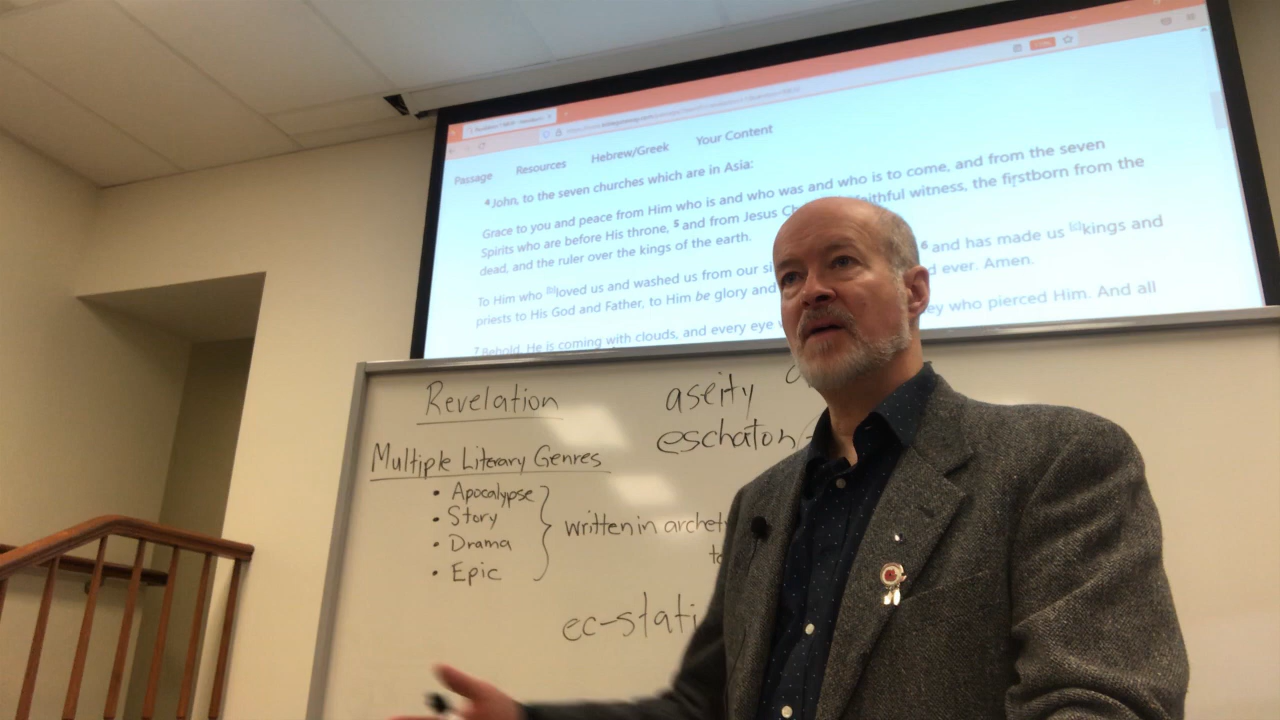 Passage Resources Hebrew/Greek Your Content
4 John, to the seven churches which are in Asia:
Grace to you and peace from Him who is and who was and who is to come, and from the seven
Spirits who are before His throne, 5 and from Jesus Ch faithful witness, the firstborn from the
dead, and the ruler over the kings of the earth.
To Him who [b]loved us and washed us from our si 6 and has made us [c]kings and
priests to His God and Father, to Him be glory and d ever. Amen.
7 Behold, He is coming with clouds, and every eye ey who pierced Him. And all
Revelation
aseity
eschaton
Multiple Literary Genres
• Apocalypse
• Story
• Drama
• Epic
written in archet
to
ec-stati